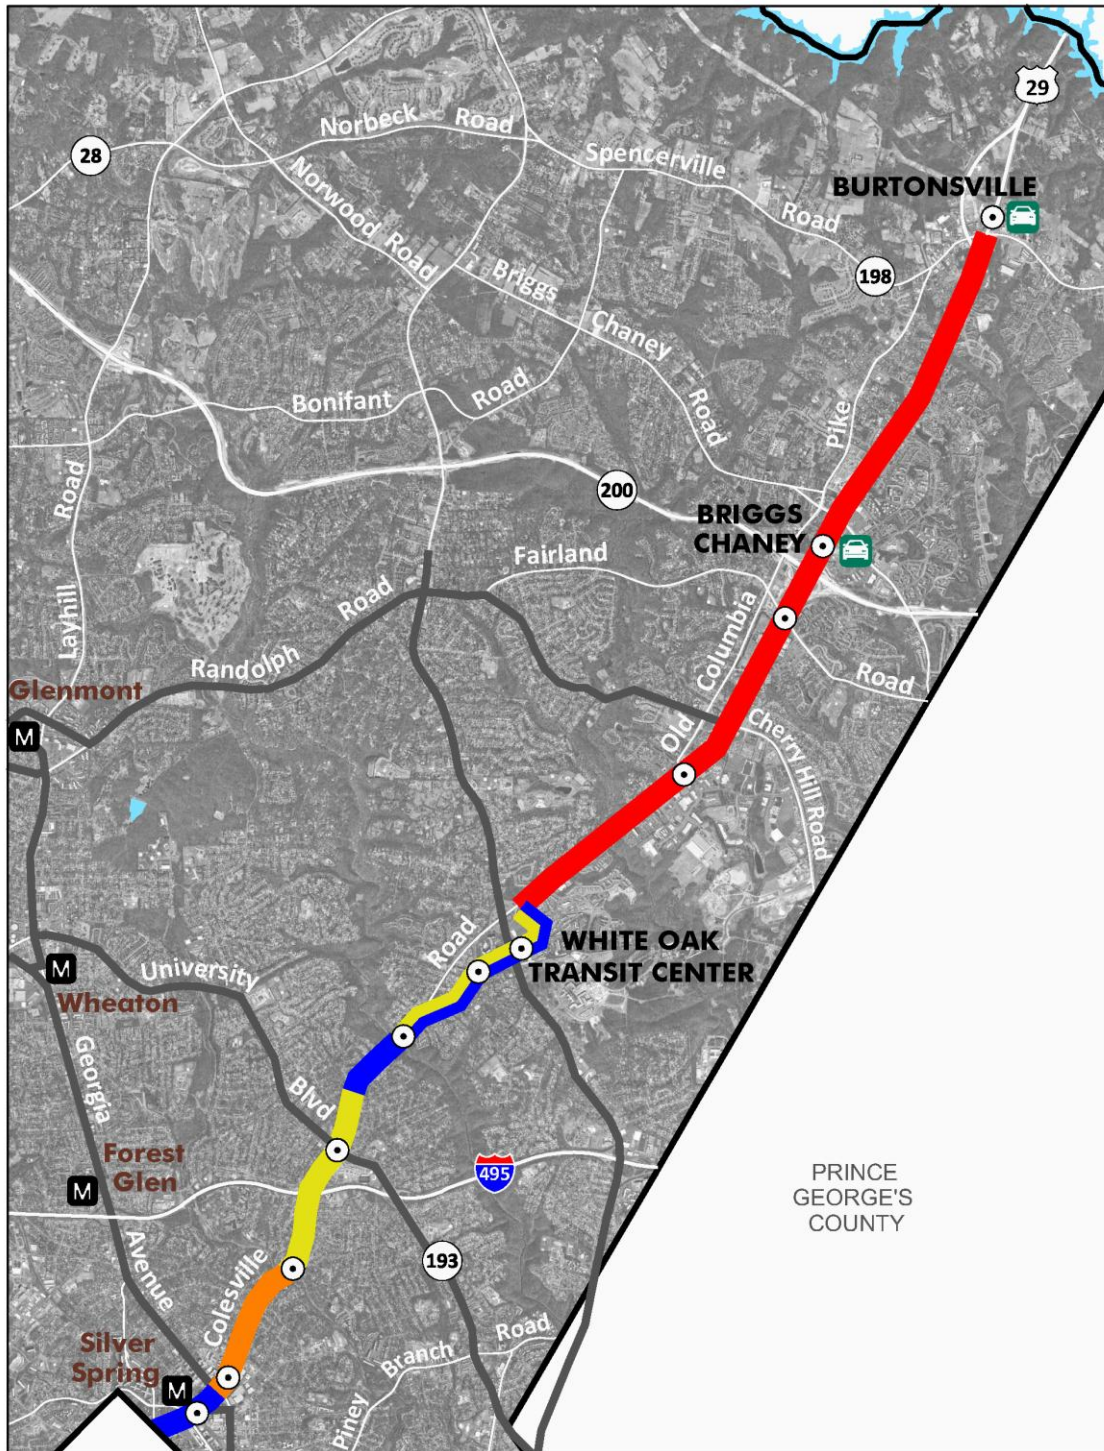 29
Norbeck Road
28
Spencerville
Road
BURTONSVILLE
Norwood Road
198
Briggs
Chaney
Road
Bonifant
Road
Pike
Road
200
BRIGGS
CHANEY
Fairland
Layhill
Road
Randolph
Columbia
Road
Glenmont
M
Old
Cherry Hill Road
Road
WHITE OAK
TRANSIT CENTER
University
M
Wheaton
Georgia
Blvd
Forest
Glen
M
495
PRINCE
GEORGE'S
COUNTY
Avenue
Colesville
193
Silver
Spring
M
Road
Branch
Piney